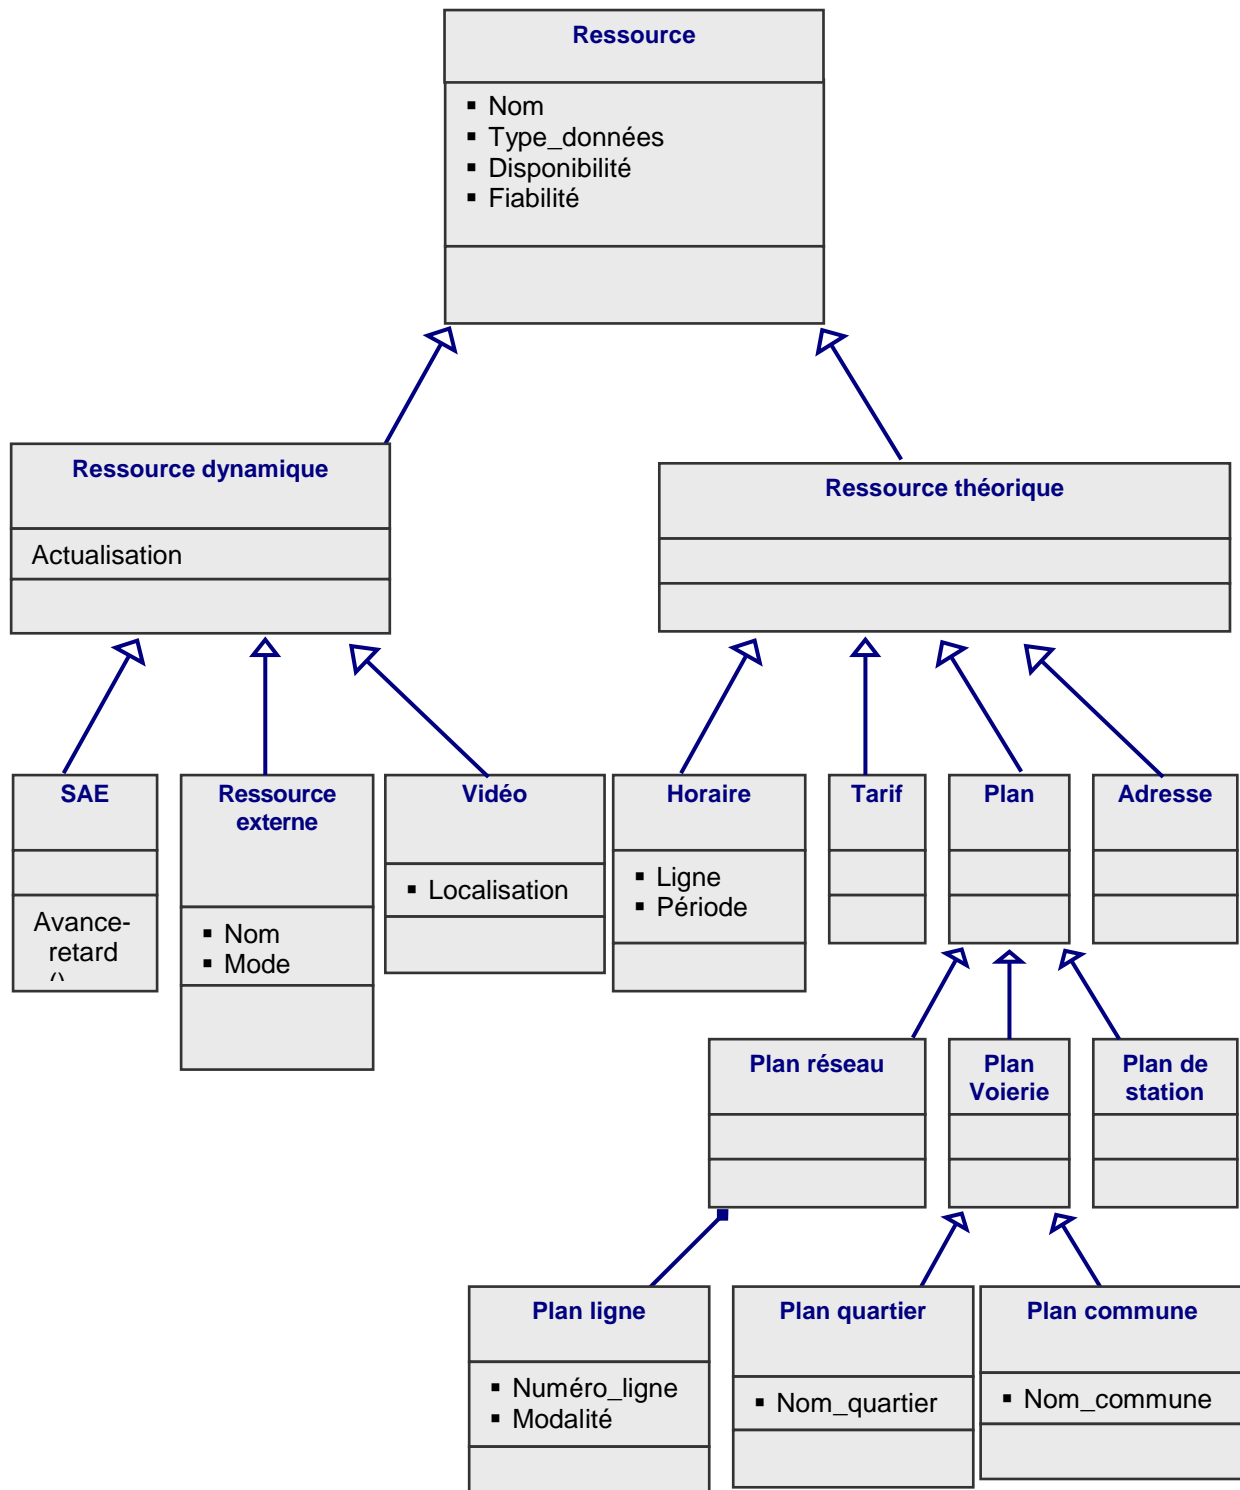 Ressource
▪ Nom
▪ Type_données
▪ Disponibilité
▪ Fiabilité
Ressource dynamique
Actualisation
Ressource théorique
SAE
Avance-
retard
()
Ressource
externe
▪ Nom
▪ Mode
Vidéo
▪ Localisation
Horaire
▪ Ligne
▪ Période
Tarif
Plan
Adresse
Plan réseau
Plan
Voierie
Plan de
station
Plan ligne
▪ Numéro_ligne
▪ Modalité
Plan quartier
▪ Nom_quartier
Plan commune
▪ Nom_commune